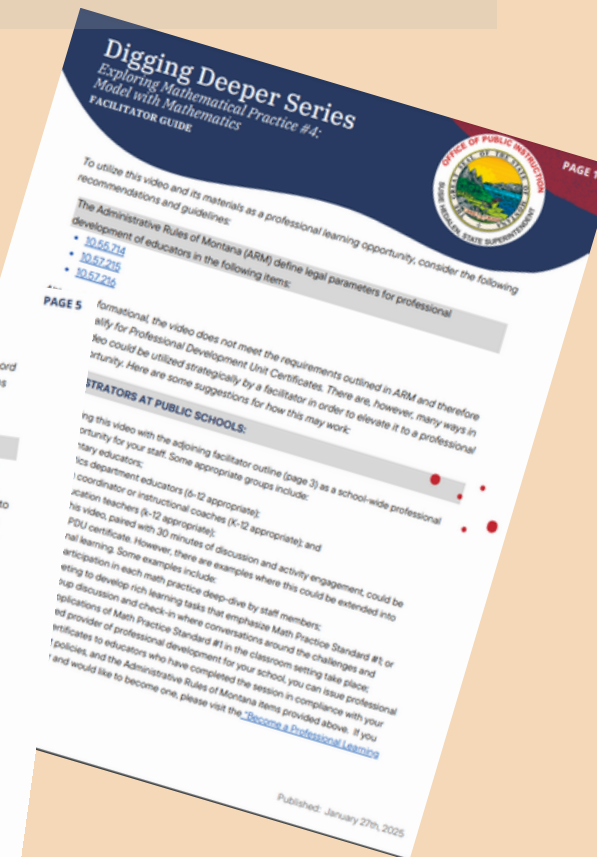 Digging Deeper Series
Exploring Mathematical Practice #4:
Model with Mathematics
FACILITATOR GUIDE
OFFICE OF PUBLIC INSTRUCTION
SUSIE HEDALEN, STATE SUPERINTENDENT
PAGE 1
To utilize this video and its materials as a professional learning opportunity, consider the following
recommendations and guidelines:
The Administrative Rules of Montana (ARM) define legal parameters for professional
development of educators in the following items:
• 10.55.714
• 10.57.215
• 10.57.216
PAGE 5
formational, the video does not meet the requirements outlined in ARM and therefore
alify for Professional Development Unit Certificates. There are, however, many ways in
deo could be utilized strategically by a facilitator in order to elevate it to a professional
ortunity. Here are some suggestions for how this may work:
STRATORS AT PUBLIC SCHOOLS:
ing this video with the adjoining facilitator outline (page 3) as a school-wide professional
ortunity for your staff. Some appropriate groups include:
ntary educators;
ics department educators (6-12 appropriate);
coordinator or instructional coaches (K-12 appropriate); and
ucation teachers (k-12 appropriate);
his video, paired with 30 minutes of discussion and activity engagement, could be
PDU certificate. However, there are examples where this could be extended into
nal learning. Some examples include:
articipation in each math practice deep-dive by staff members;
eeting to develop rich learning tasks that emphasize Math Practice Standard #1; or
oup discussion and check-in where conversations around the challenges and
pplications of Math Practice Standard #1 in the classroom setting take place;
ed provider of professional development for your school, you can issue professional
ertificates to educators who have completed the session in compliance with your
policies, and the Administrative Rules of Montana items provided above. If you
and would like to become one, please visit the "Become a Professional Learning
Published: January 27th, 2025
ord
s
to